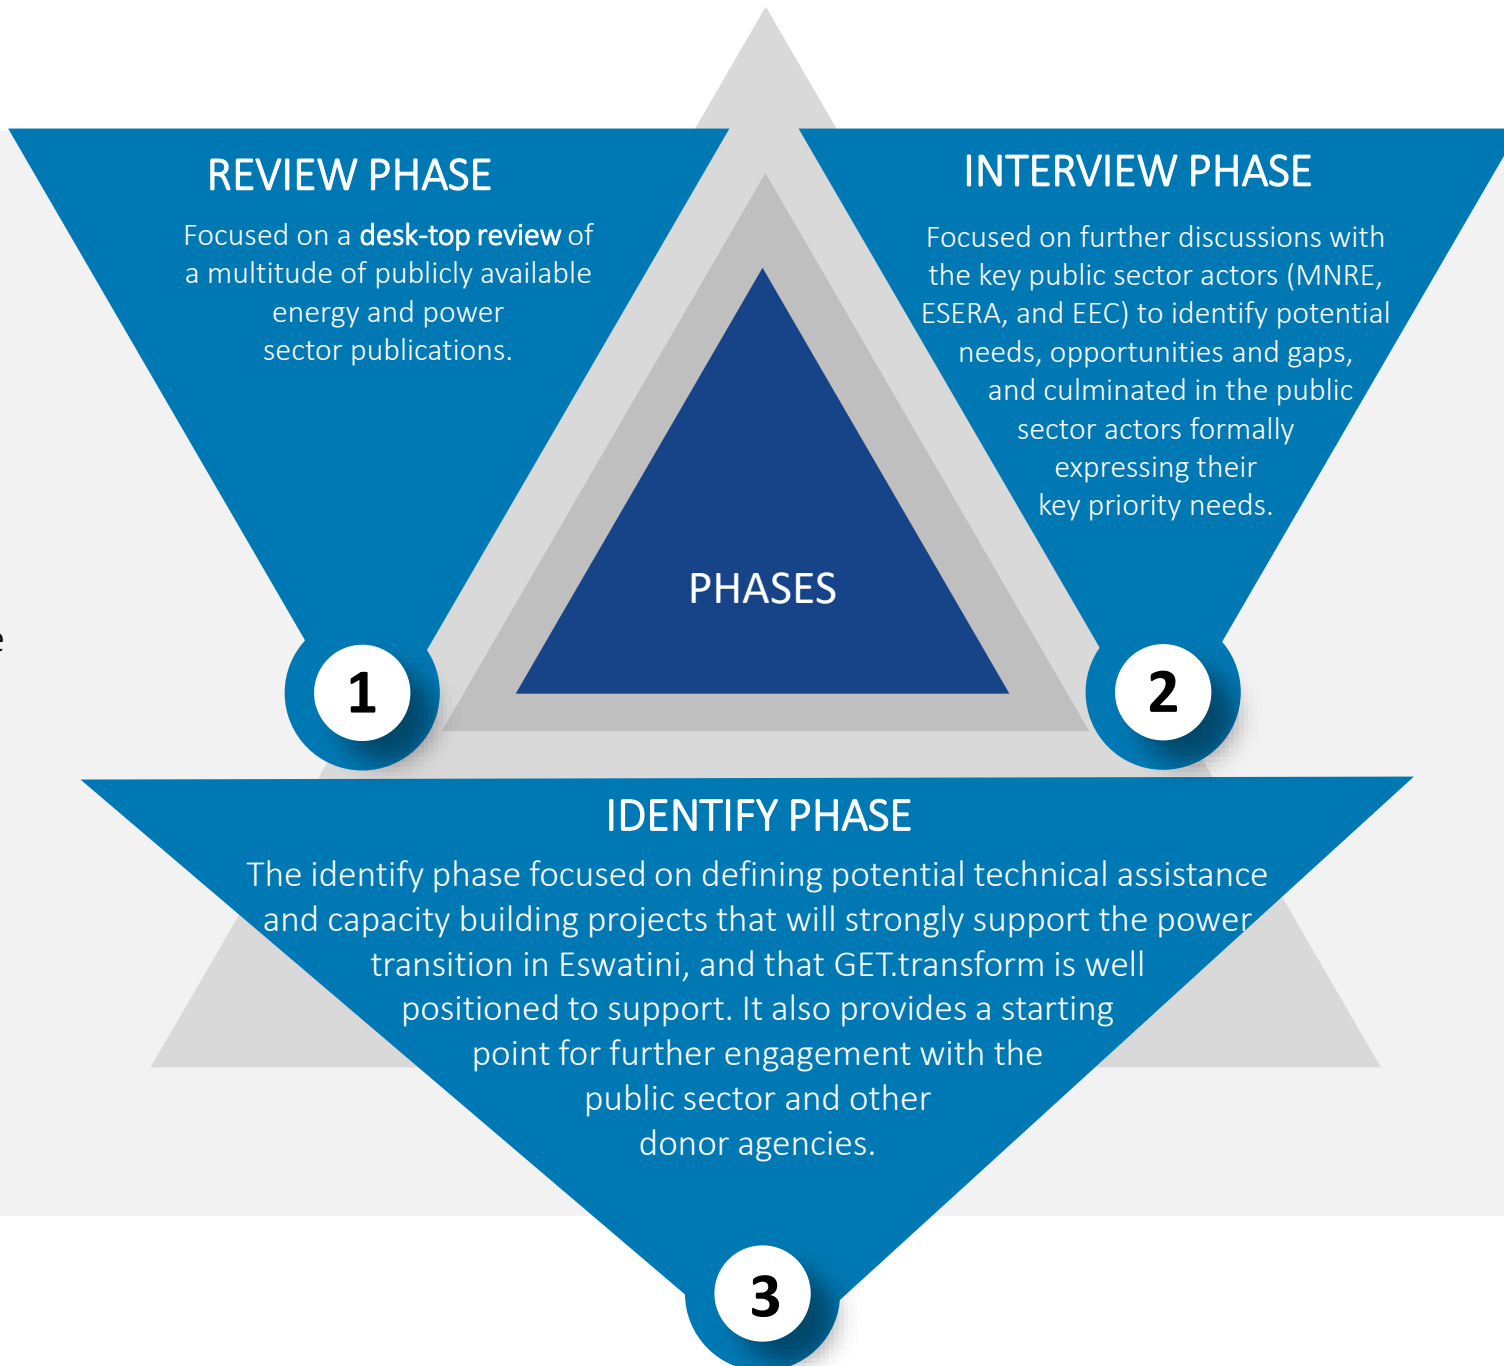 REVIEW PHASE
Focused on a desk-top review of
a multitude of publicly available
energy and power
sector publications.
1
INTERVIEW PHASE
Focused on further discussions with
the key public sector actors (MNRE,
ESERA, and EEC) to identify potential
needs, opportunities and gaps,
and culminated in the public
sector actors formally
expressing their
key priority needs.
2
PHASES
e
IDENTIFY PHASE
The identify phase focused on defining potential technical assistance
and capacity building projects that will strongly support the power
transition in Eswatini, and that GET.transform is well
positioned to support. It also provides a starting
point for further engagement with the
public sector and other
donor agencies.
3